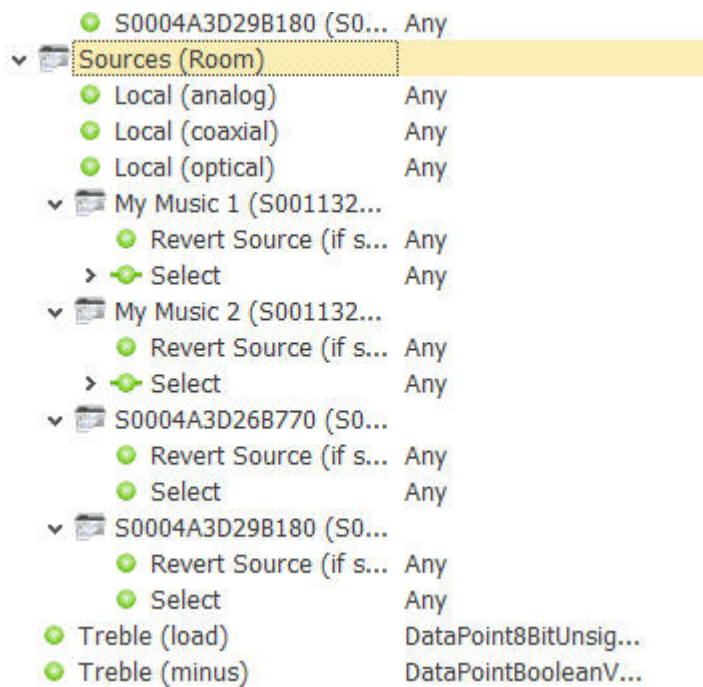 S0004A3D29B180 (S0... Any
Sources (Room)
Local (analog) Any
Local (coaxial) Any
Local (optical) Any
My Music 1 (S001132...
Revert Source (if s... Any
Select Any
My Music 2 (S001132...
Revert Source (if s... Any
Select Any
S0004A3D26B770 (S0...
Revert Source (if s... Any
Select Any
S0004A3D29B180 (S0...
Revert Source (if s... Any
Select Any
Treble (load) DataPoint8BitUnsig...
Treble (minus) DataPointBooleanV...